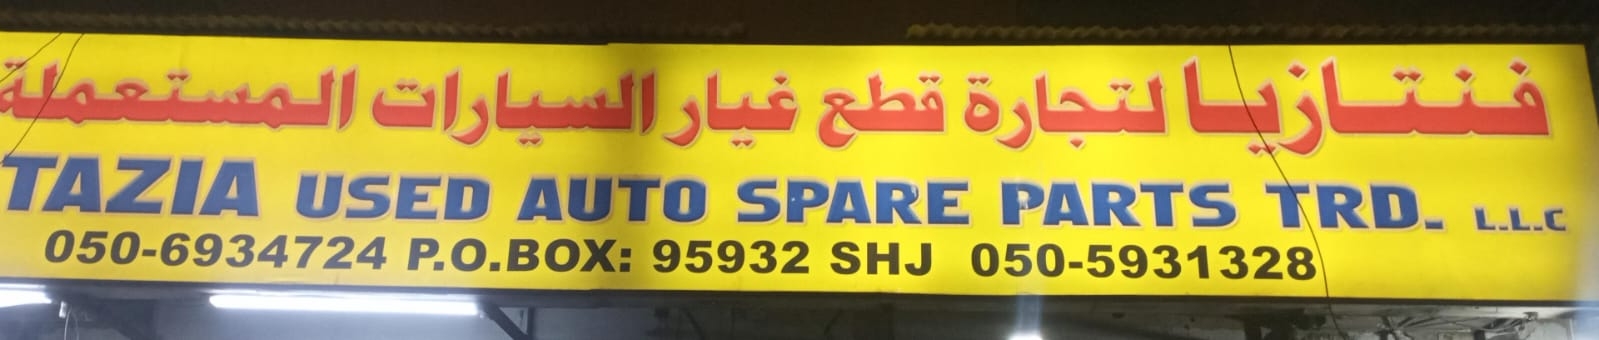 فنتازيا لتجارة قطع غيار السيارات المستعملة
TAZIA USED AUTO SPARE PARTS TRD. L.L.C
050-6934724 P.O.BOX: 95932 SHJ 050-5931328